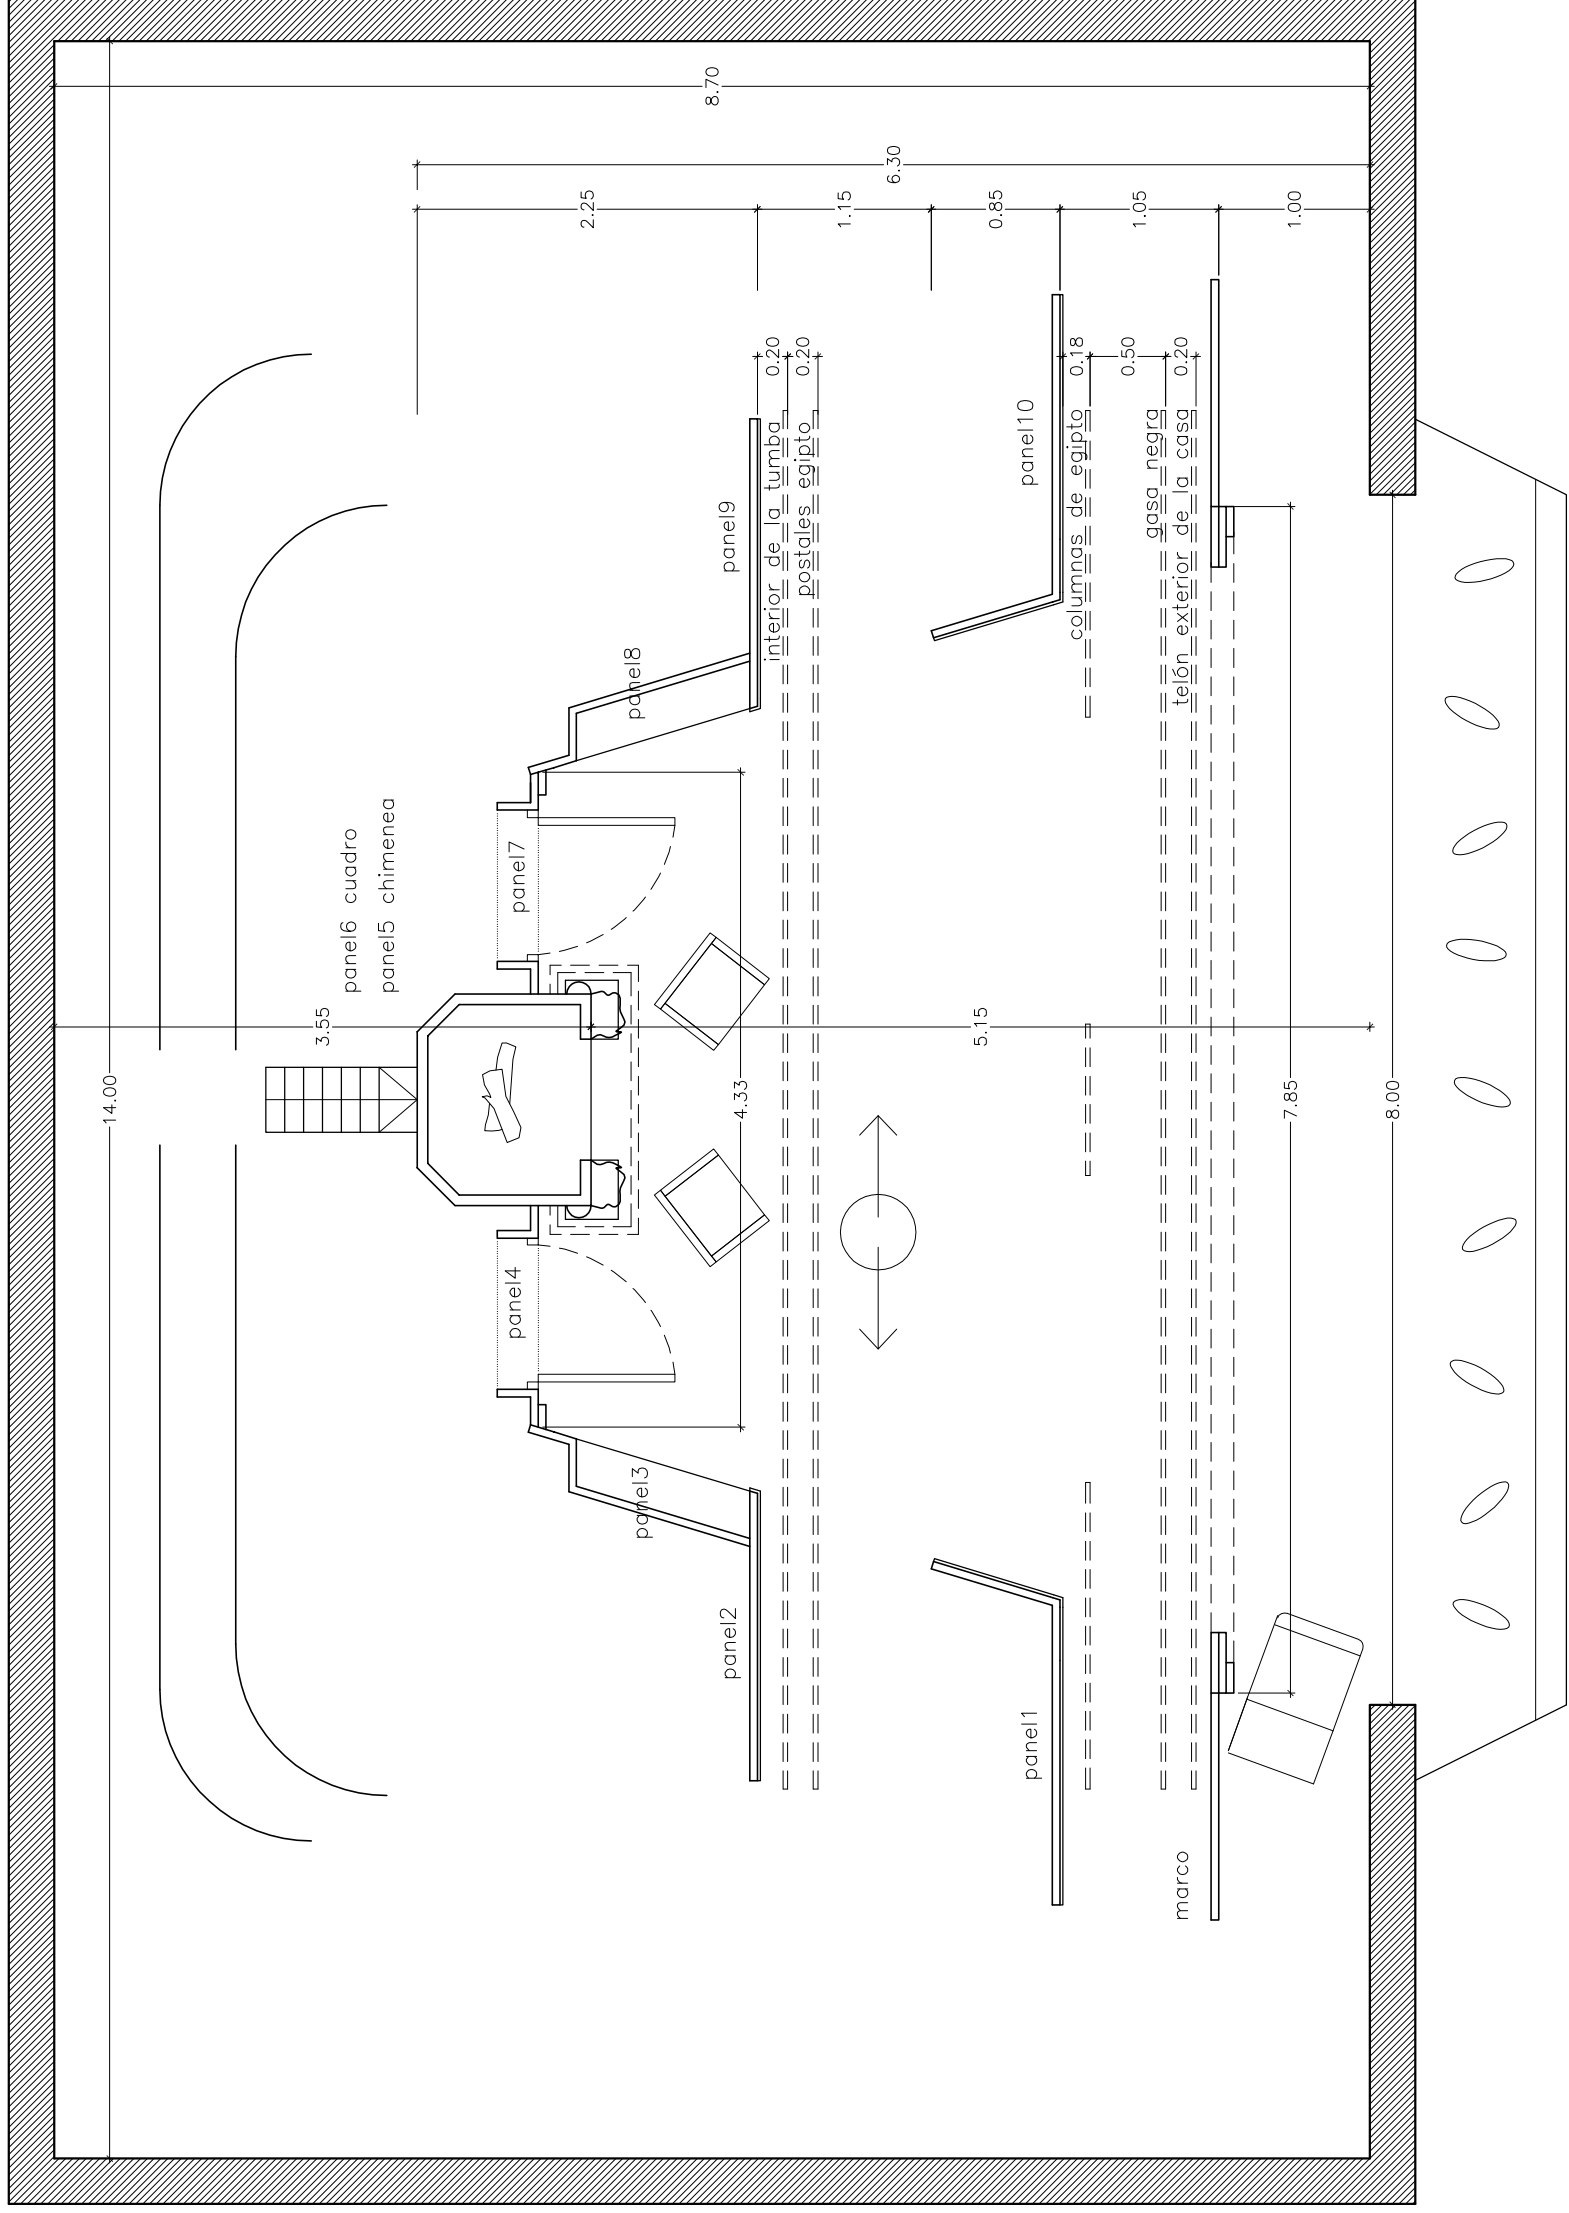 14.00
8.70
6.30
2.25
1.15
0.85
1.05
1.00
0.20
0.20
0.18
0.50
0.20
panel10
panel9
interior de la tumba
postales egipto
columnas de egipto
gasa negra
telón exterior de la casa
panel8
panel7
panel6 cuadro
panel5 chimenea
3.55
5.15
4.33
7.85
8.00
panel4
panel3
panel2
panel1
marco